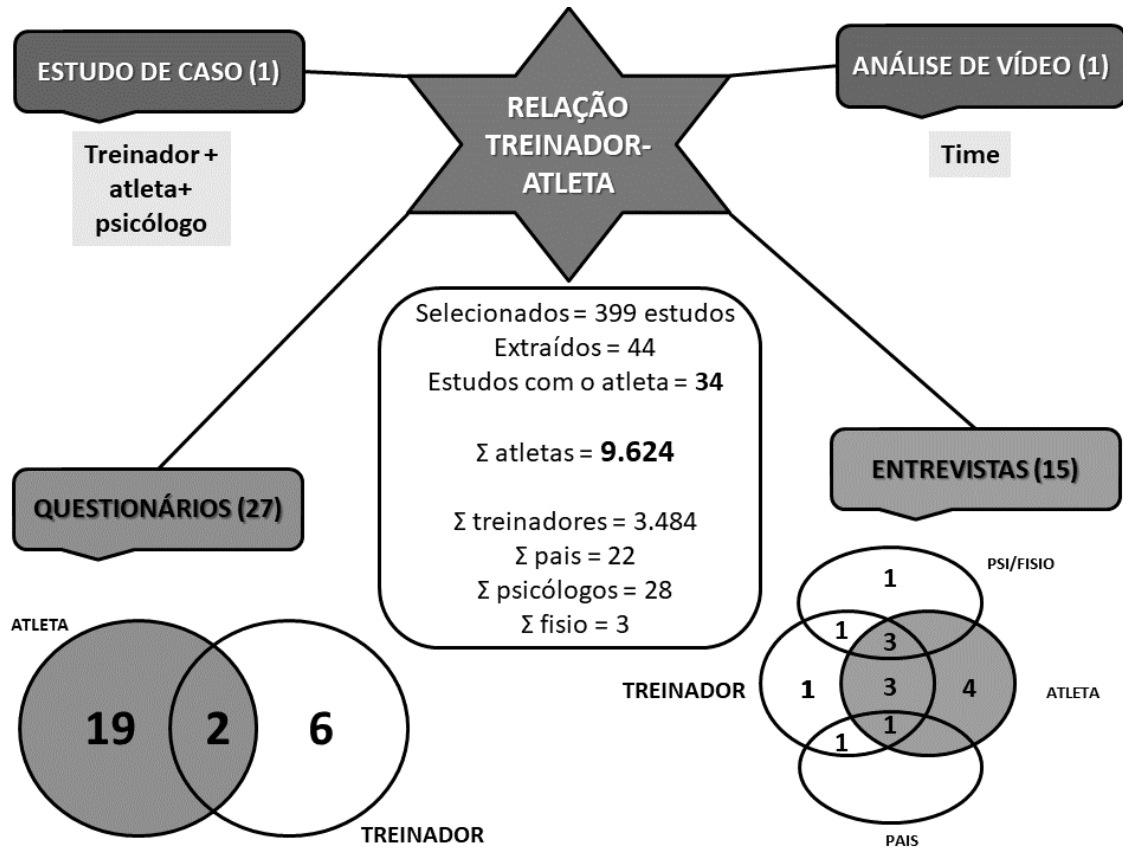 ESTUDO DE CASO (1)
Treinador +
atleta+
psicólogo
RELAÇÃO
TREINADOR-
ATLETA
ANÁLISE DE VÍDEO (1)
Time
Selecionados = 399 estudos
Extraídos = 44
Estudos com o atleta = 34
Σ atletas = 9.624
Σ treinadores = 3.484
Σ pais = 22
Σ psicólogos = 28
Σ fisio = 3
QUESTIONÁRIOS (27)
ATLETA
19
2
6
TREINADOR
ENTREVISTAS (15)
PSI/FISIO
1
1
3
TREINADOR
1
3
4
ATLETA
1
1
PAIS